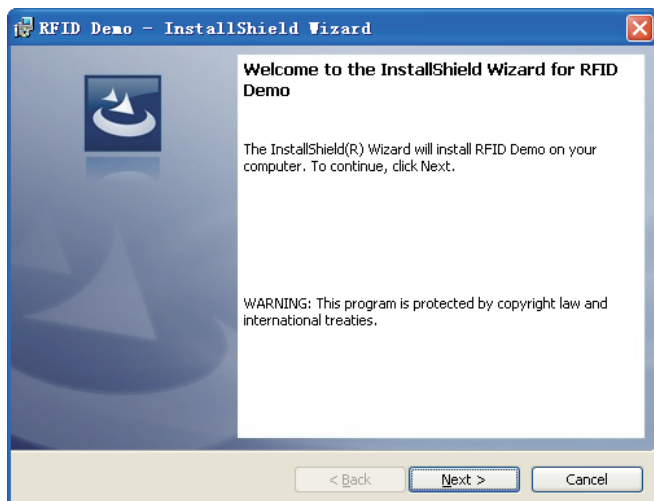 RFID Demo - InstallShield Wizard
Welcome to the InstallShield Wizard for RFID
Demo
The InstallShield(R) Wizard will install RFID Demo on your
computer. To continue, click Next.
WARNING: This program is protected by copyright law and
international treaties.
< Back Next > Cancel